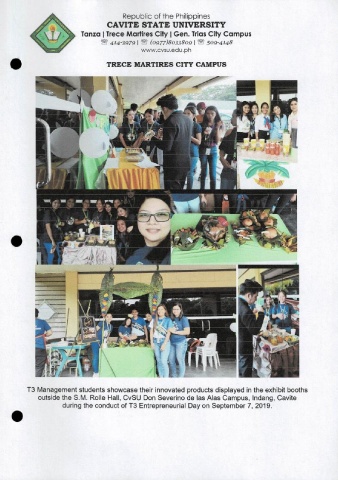 Republic of the Philippines
CAVITE STATE UNIVERSITY
Tanza | Trece Martires City | Gen. Trias City Campus
☏ 414-3979 | ☏ (0977)8033809 | ☏ 509-4148
www.cvsu.edu.ph
TRECE MARTIRES CITY CAMPUS
T3 Management students showcase their innovated products displayed in the exhibit booths
outside the S.M. Rolle Hall, CvSU Don Severino de las Alas Campus, Indang, Cavite
during the conduct of T3 Entrepreneurial Day on September 7, 2019.